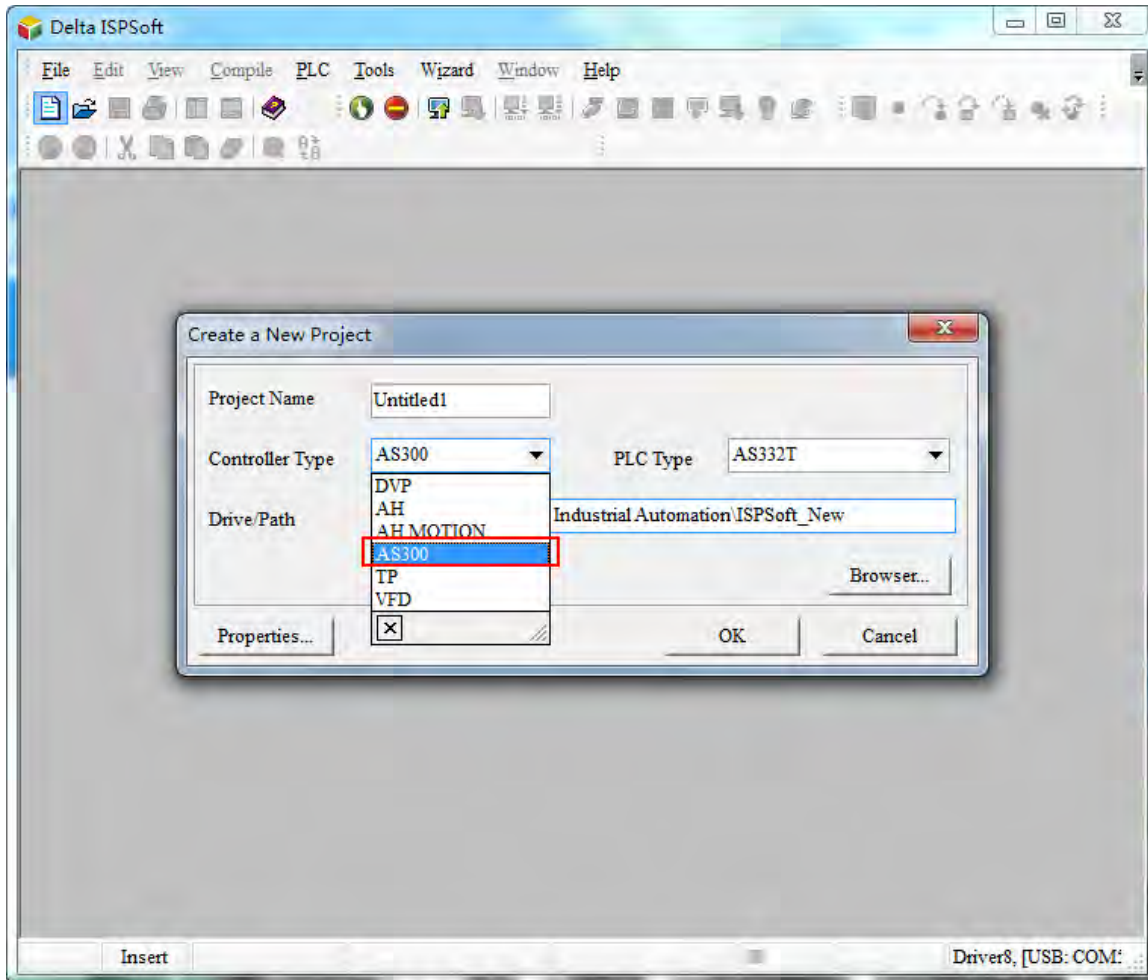 Delta ISPSoft
File Edit View Compile PLC Tools Wizard Window Help
Create a New Project
Project Name Untitled1
Controller Type AS300 PLC Type AS332T
DVP
AH
Drive/Path Industrial Automation\ISPSoft_New
AH MOTION
AS300
TP Browser...
VFD
Properties... OK Cancel
Insert Driver8, [USB: COM